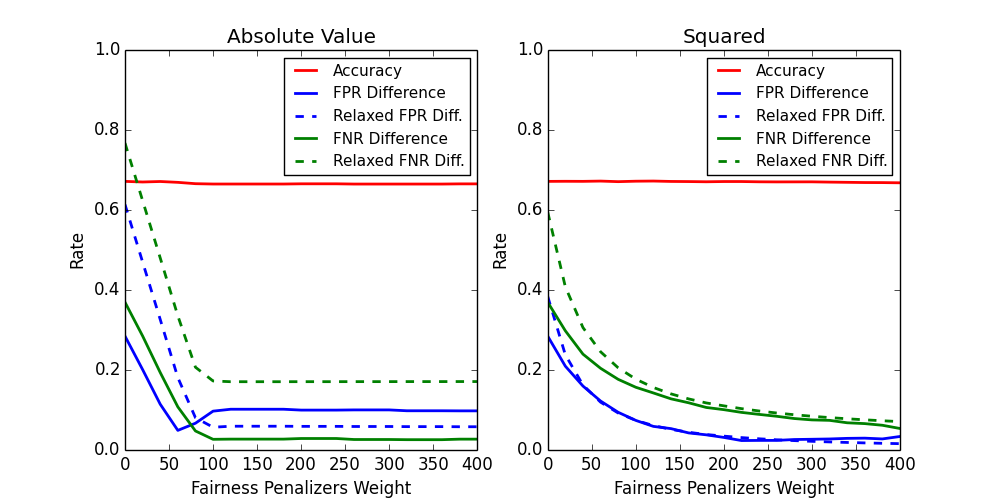 Absolute Value
1.0
0.8
0.6
0.4
0.2
0.0
Rate
Accuracy
FPR Difference
Relaxed FPR Diff.
FNR Difference
Relaxed FNR Diff.
0 50 100 150 200 250 300 350 400
Fairness Penalizers Weight
Squared
1.0
0.8
0.6
0.4
0.2
0.0
Rate
Accuracy
FPR Difference
Relaxed FPR Diff.
FNR Difference
Relaxed FNR Diff.
0 50 100 150 200 250 300 350 400
Fairness Penalizers Weight